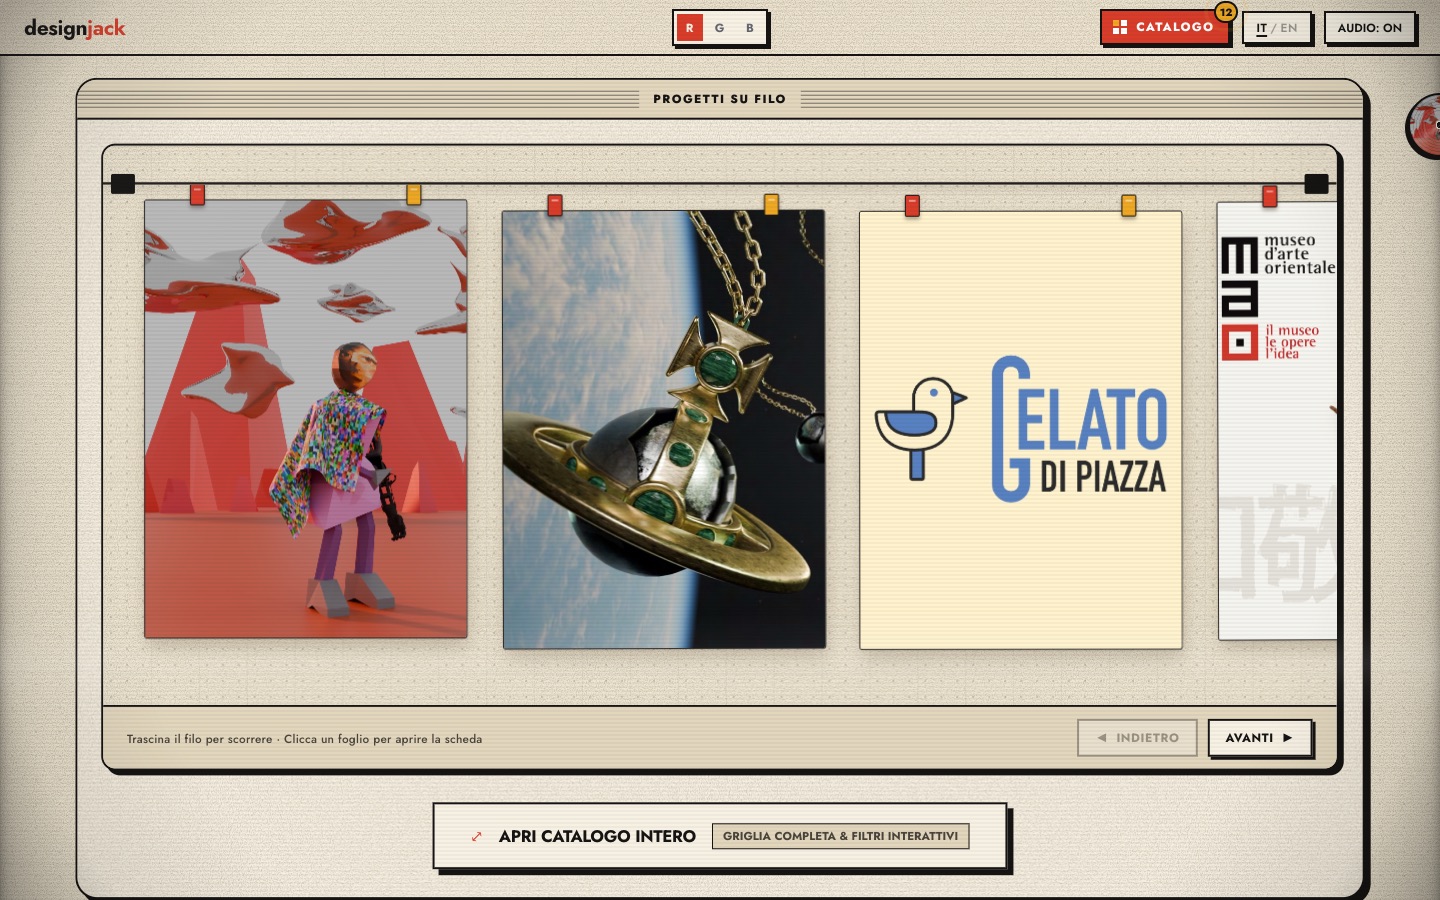 designjack
R G B
CATALOGO
12
IT / EN
AUDIO: ON
PROGETTI SU FILO
GELATO
DI PIAZZA
ma
museo
d'arte
orientale
il museo
le opere
l'idea
Trascina il filo per scorrere · Clicca un foglio per aprire la scheda
◄ INDIETRO
AVANTI ►
APRI CATALOGO INTERO
GRIGLIA COMPLETA & FILTRI INTERATTIVI